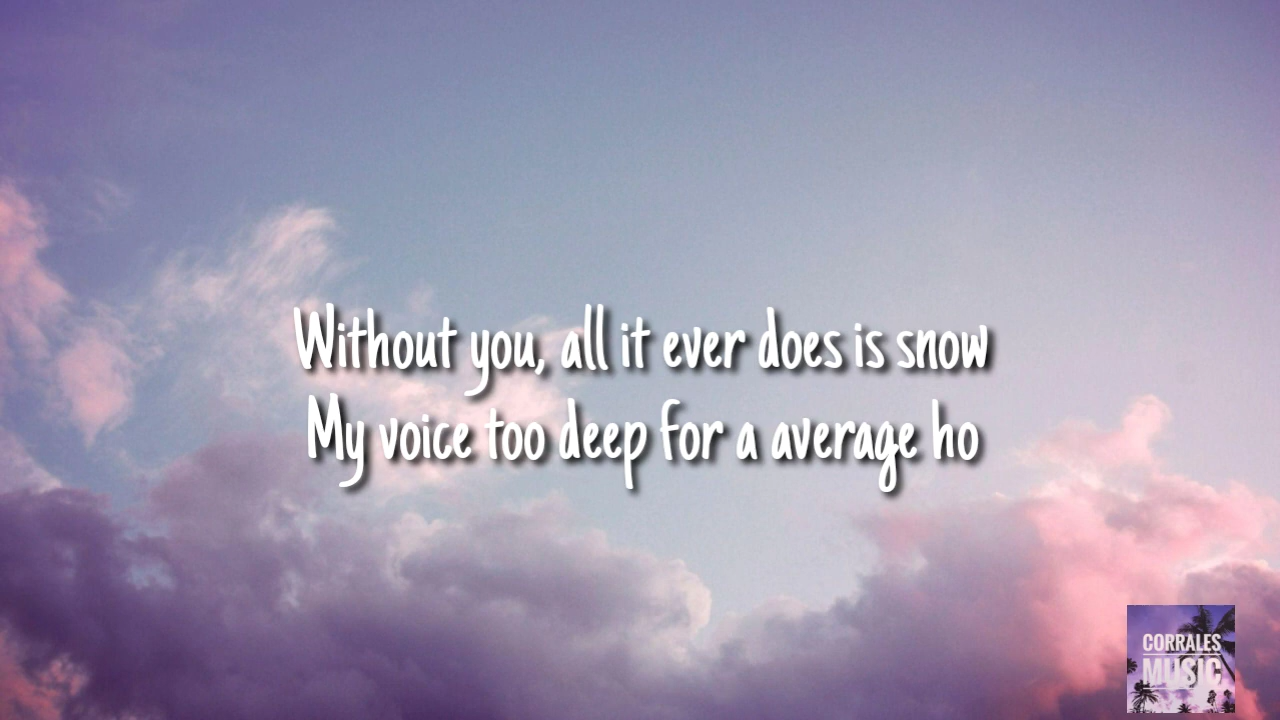 Without you, all it ever does is snow
My voice too deep for a average ho
CORRALES
MUSIC